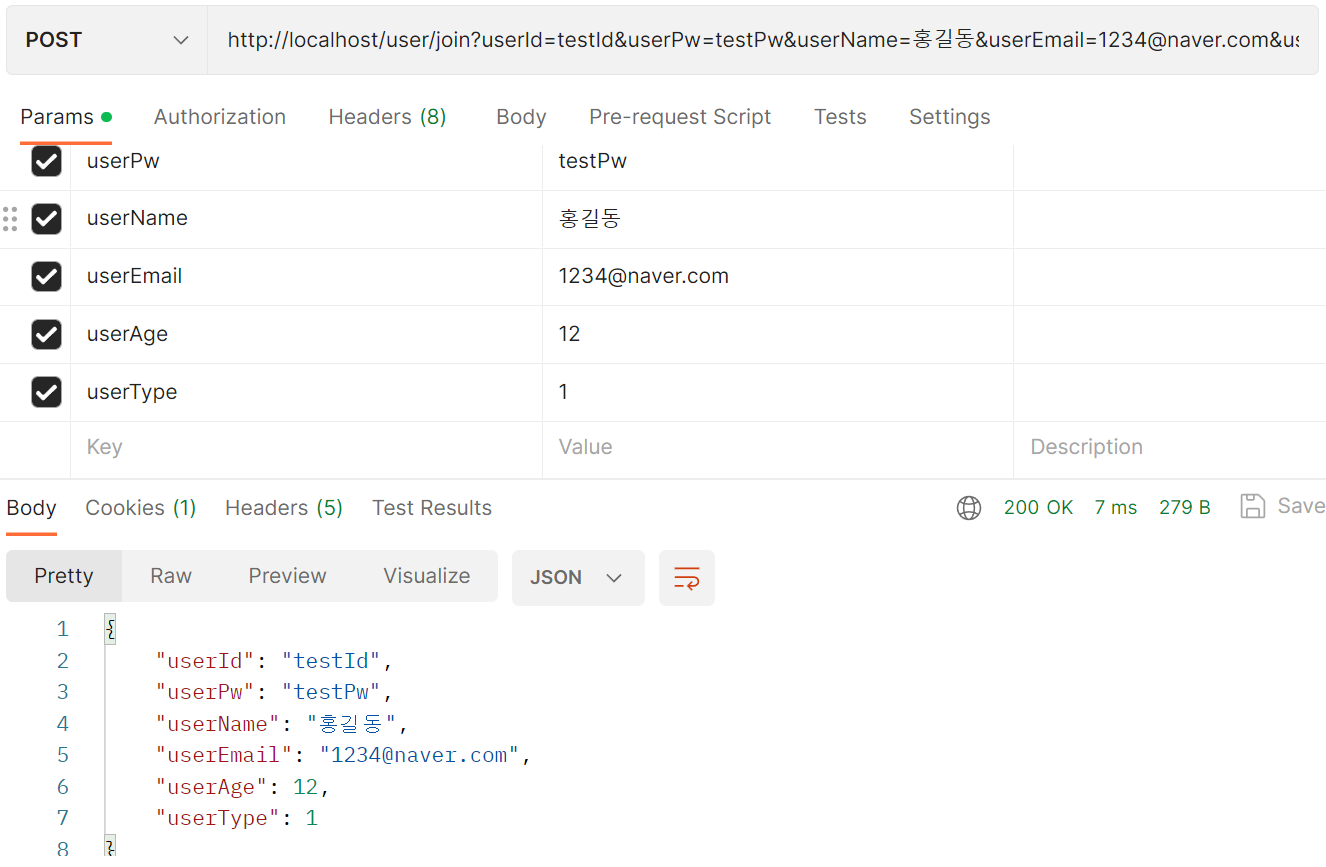 POST http://localhost/user/join?userId=testId&userPw=testPw&userName=홍길동&userEmail=1234@naver.com&us
Params Authorization Headers (8) Body Pre-request Script Tests Settings
userPw testPw
userName 홍길동
userEmail 1234@naver.com
userAge 12
userType 1
Key Value Description
Body Cookies (1) Headers (5) Test Results 200 OK 7 ms 279 B Save
Pretty Raw Preview Visualize JSON
1 {
2 "userId": "testId",
3 "userPw": "testPw",
4 "userName": "홍길동",
5 "userEmail": "1234@naver.com",
6 "userAge": 12,
7 "userType": 1
8 }